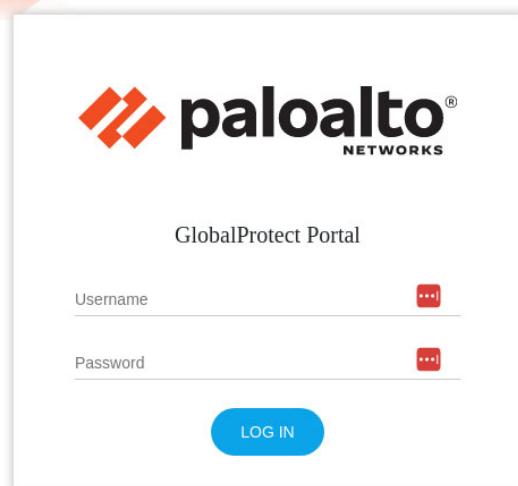 paloalto®
NETWORKS
GlobalProtect Portal
Username
Password
LOG IN